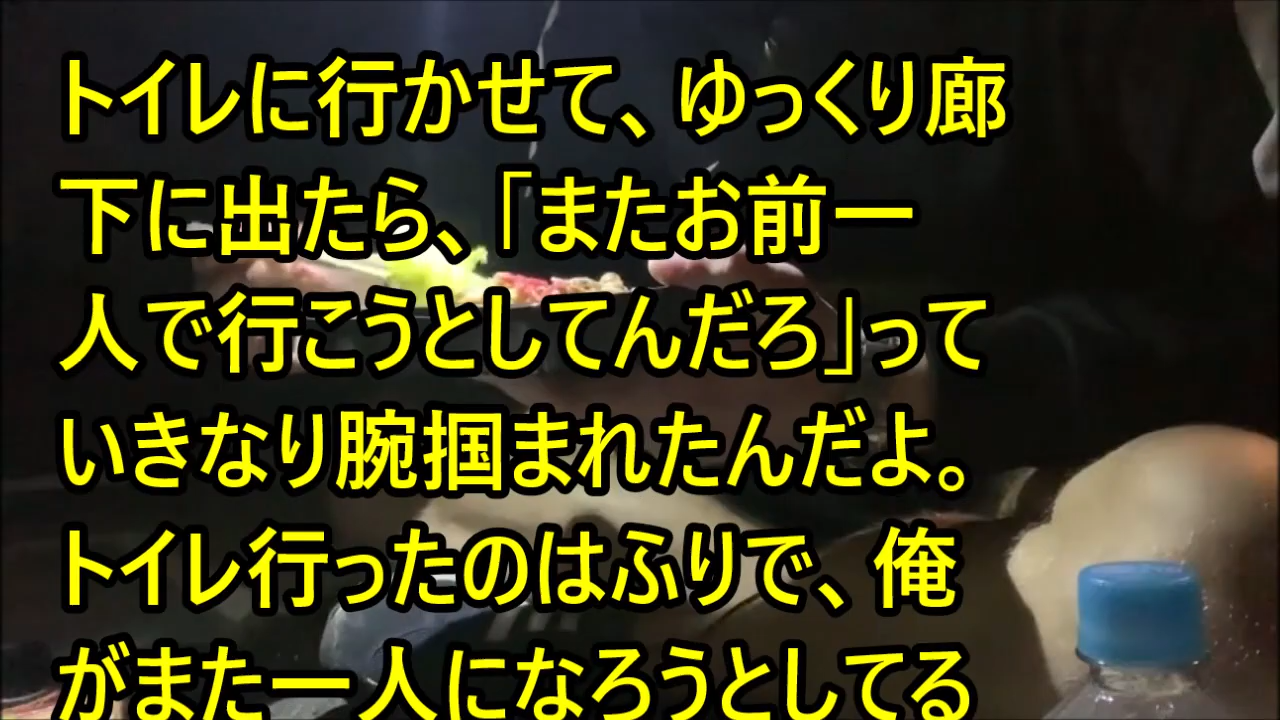 トイレに行かせて、ゆっくり廊
下に出たら、「またお前一
人で行こうとしてんだろ」って
いきなり腕掴まれたんだよ。
トイレ行ったのはふりで、俺
がまた一人になろうとしてる